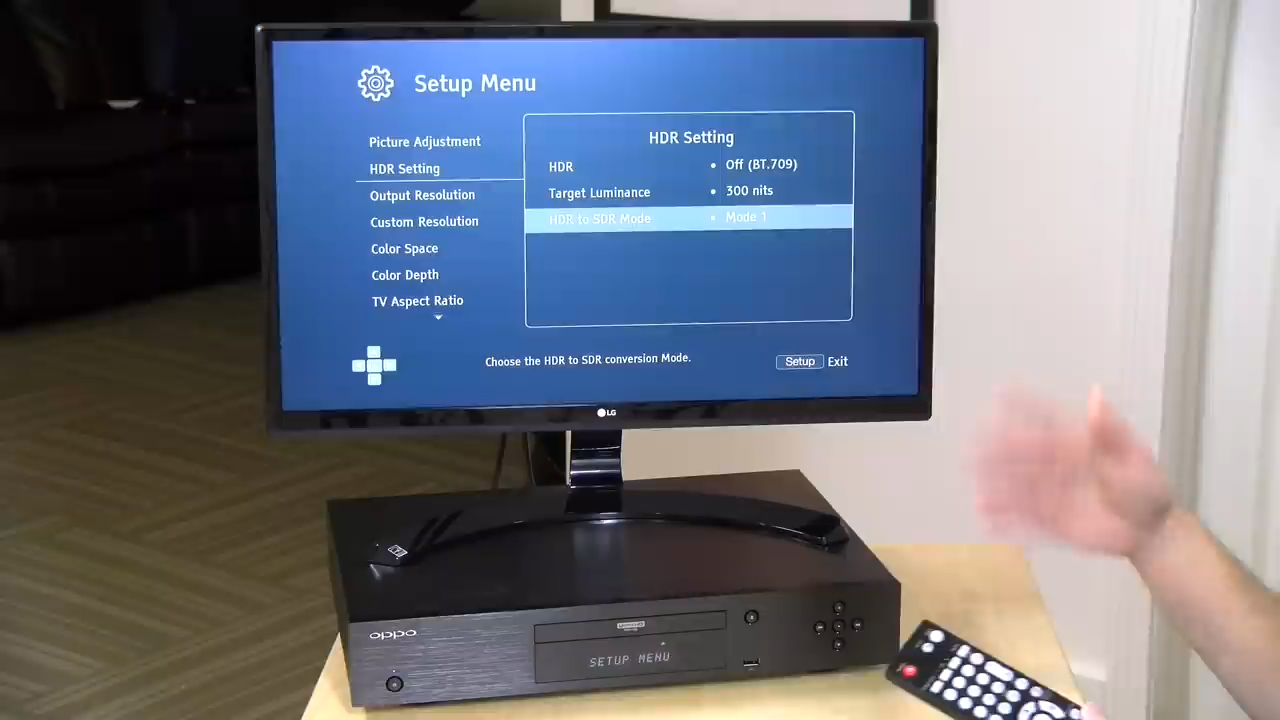 Setup Menu
Picture Adjustment
HDR Setting
Output Resolution
Custom Resolution
Color Space
Color Depth
TV Aspect Ratio
HDR Setting
HDR • Off (BT.709)
Target Luminance • 300 nits
HDR to SDR Mode • Mode 1
Choose the HDR to SDR conversion Mode.
Setup Exit
LG
oppo
SETUP MENU